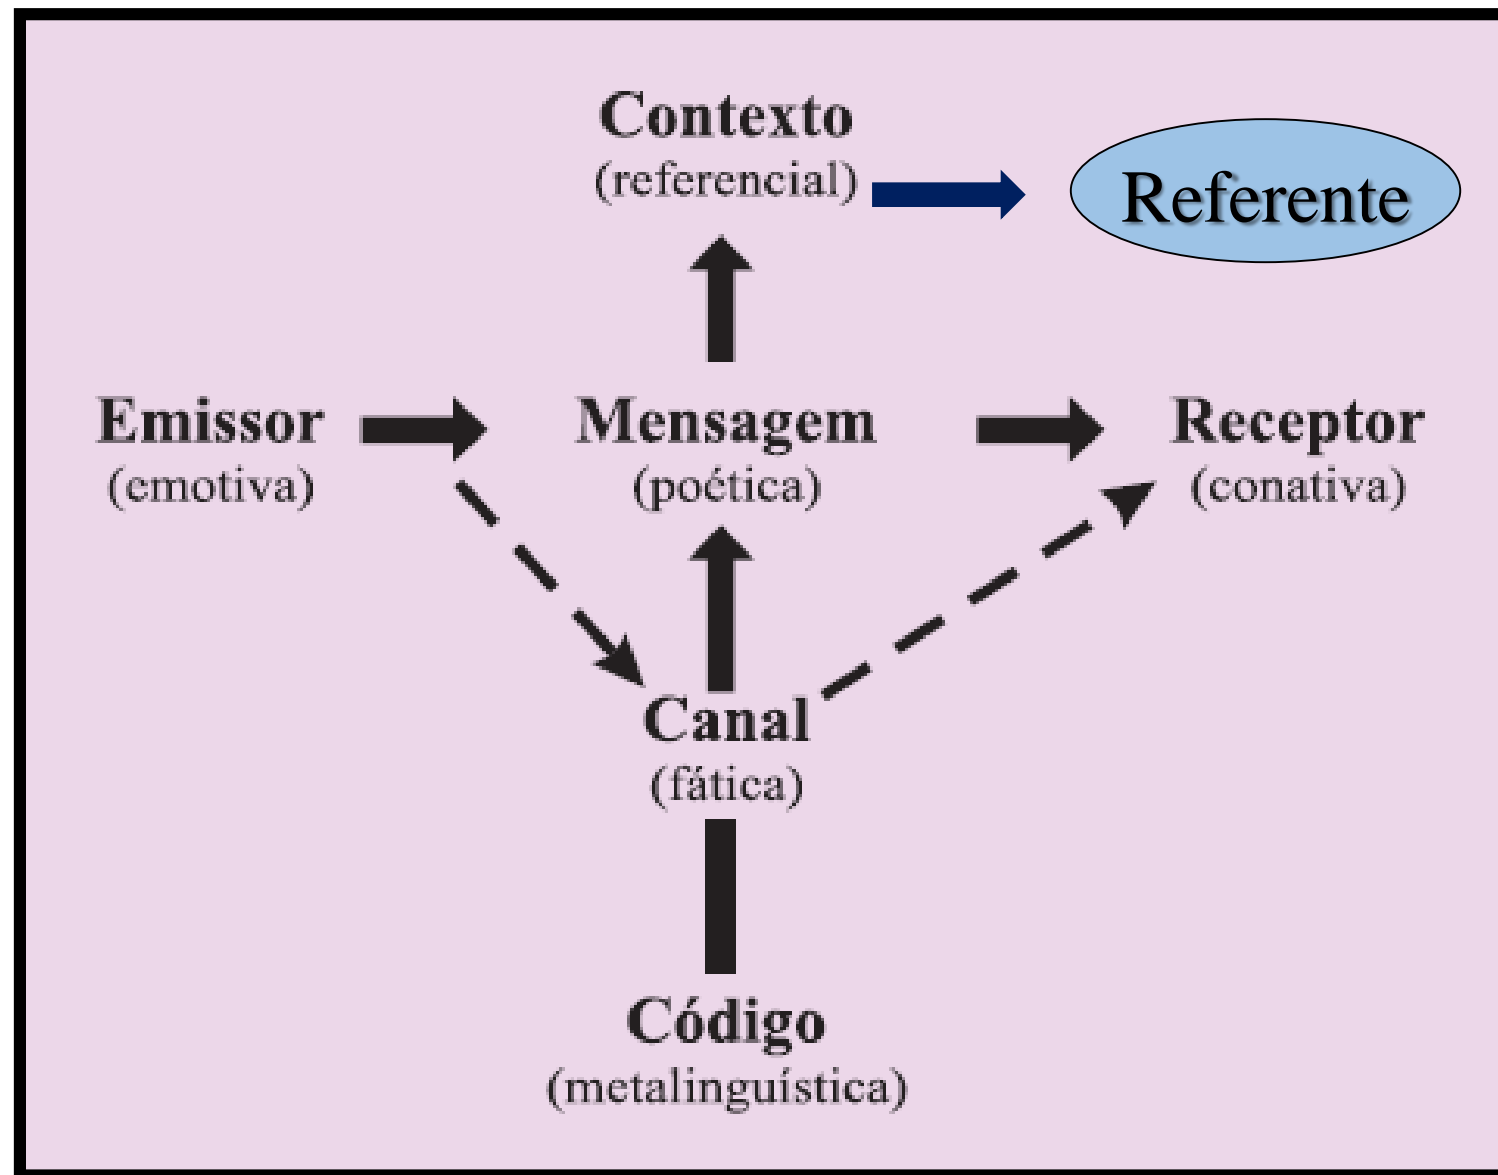 Contexto
(referencial)
Referente
Emissor
(emotiva)
Mensagem
(poética)
Receptor
(conativa)
Canal
(fática)
Código
(metalinguística)